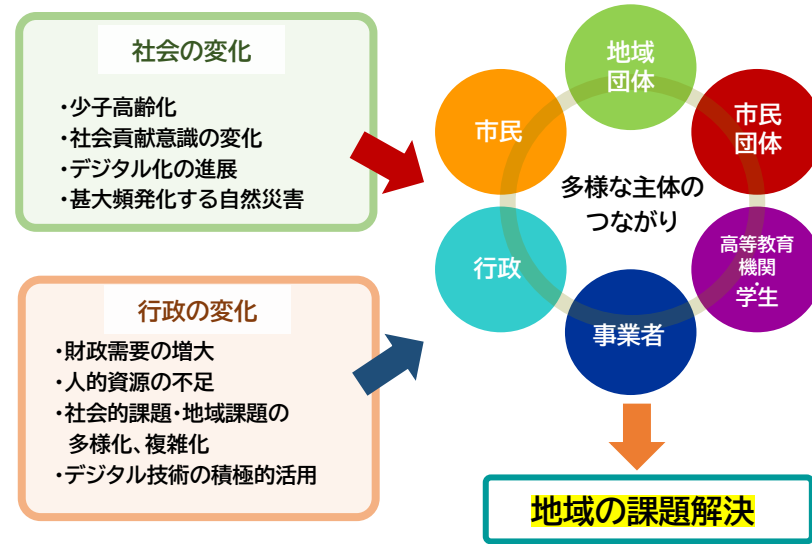 社会の変化
・少子高齢化
・社会貢献意識の変化
・デジタル化の進展
・甚大頻発化する自然災害
行政の変化
・財政需要の増大
・人的資源の不足
・社会的課題・地域課題の
多様化、複雑化
・デジタル技術の積極的活用
地域
団体
市民
団体
高等教育
機関
・
学生
事業者
行政
市民
多様な主体の
つながり
地域の課題解決